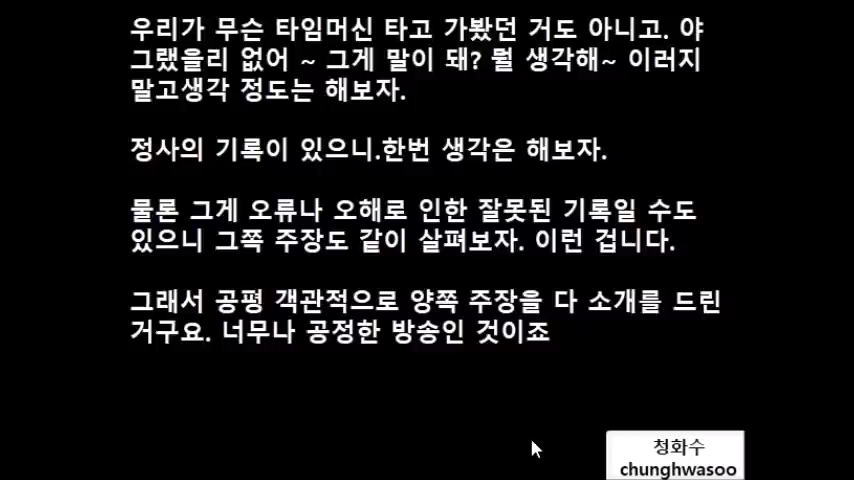 우리가 무슨 타임머신 타고 가봤던 거도 아니고. 야
그랬을리 없어 ~ 그게 말이 돼? 뭘 생각해~ 이러지
말고생각 정도는 해보자.
정사의 기록이 있으니.한번 생각은 해보자.
물론 그게 오류나 오해로 인한 잘못된 기록일 수도
있으니 그쪽 주장도 같이 살펴보자. 이런 겁니다.
그래서 공평 객관적으로 양쪽 주장을 다 소개를 드린
거구요. 너무나 공정한 방송인 것이죠
청화수
chunghwasoo